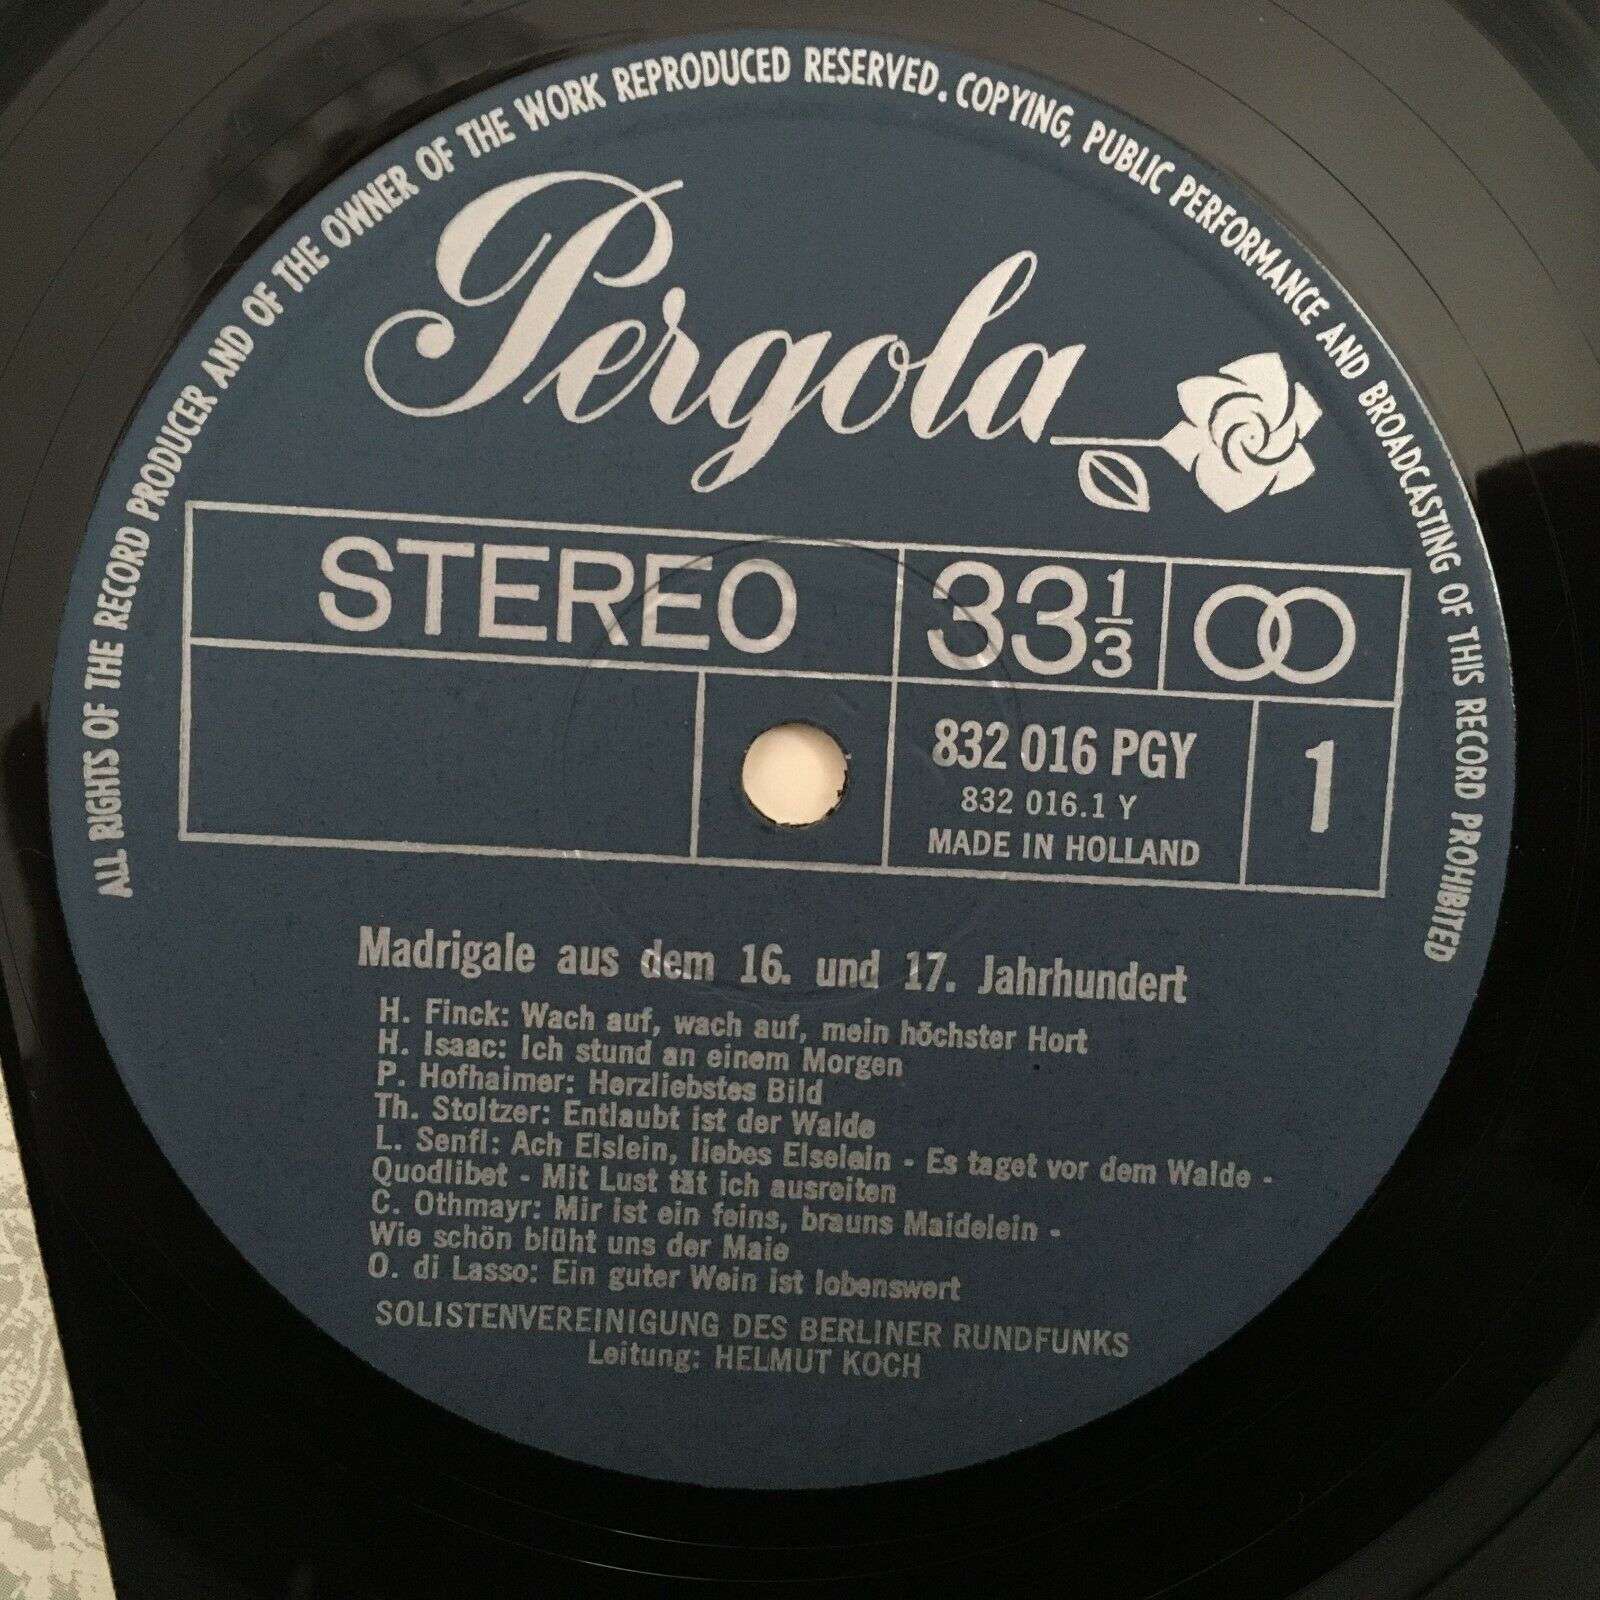 ALL RIGHTS OF THE RECORD PRODUCER AND OF THE OWNER OF THE WORK REPRODUCED RESERVED. COPYING, PUBLIC PERFORMANCE AND BROADCASTING OF THIS RECORD PROHIBITED
Pergola
STEREO 33 1/3
832 016 PGY 1
832 016.1 Y
MADE IN HOLLAND
Madrigale aus dem 16. und 17. Jahrhundert
H. Finck: Wach auf, wach auf, mein höchster Hort
H. Isaac: Ich stund an einem Morgen
P. Hofhaimer: Herzliebstes Bild
Th. Stoltzer: Entlaubt ist der Walde
L. Senfl: Ach Elslein, liebes Elselein - Es taget vor dem Walde -
Quodlibet - Mit Lust tät ich ausreiten
C. Othmayr: Mir ist ein feins, brauns Maidelein -
Wie schön blüht uns der Maie
O. di Lasso: Ein guter Wein ist lobenswert
SOLISTENVEREINIGUNG DES BERLINER RUNDFUNKS
Leitung: HELMUT KOCH